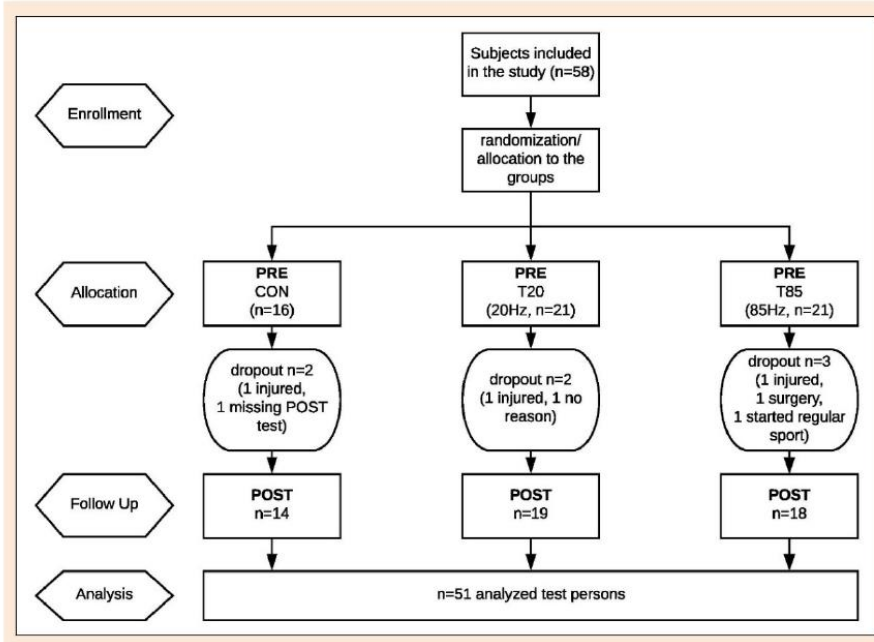 Subjects included
in the study (n=58)
Enrollment
randomization/
allocation to the
groups
Allocation
PRE
CON
(n=16)
PRE
T20
(20Hz, n=21)
PRE
T85
(85Hz, n=21)
dropout n=2
(1 injured,
1 missing POST
test)
dropout n=2
(1 injured, 1 no
reason)
dropout n=3
(1 injured,
1 surgery,
1 started regular
sport)
Follow Up
POST
n=14
POST
n=19
POST
n=18
Analysis
n=51 analyzed test persons